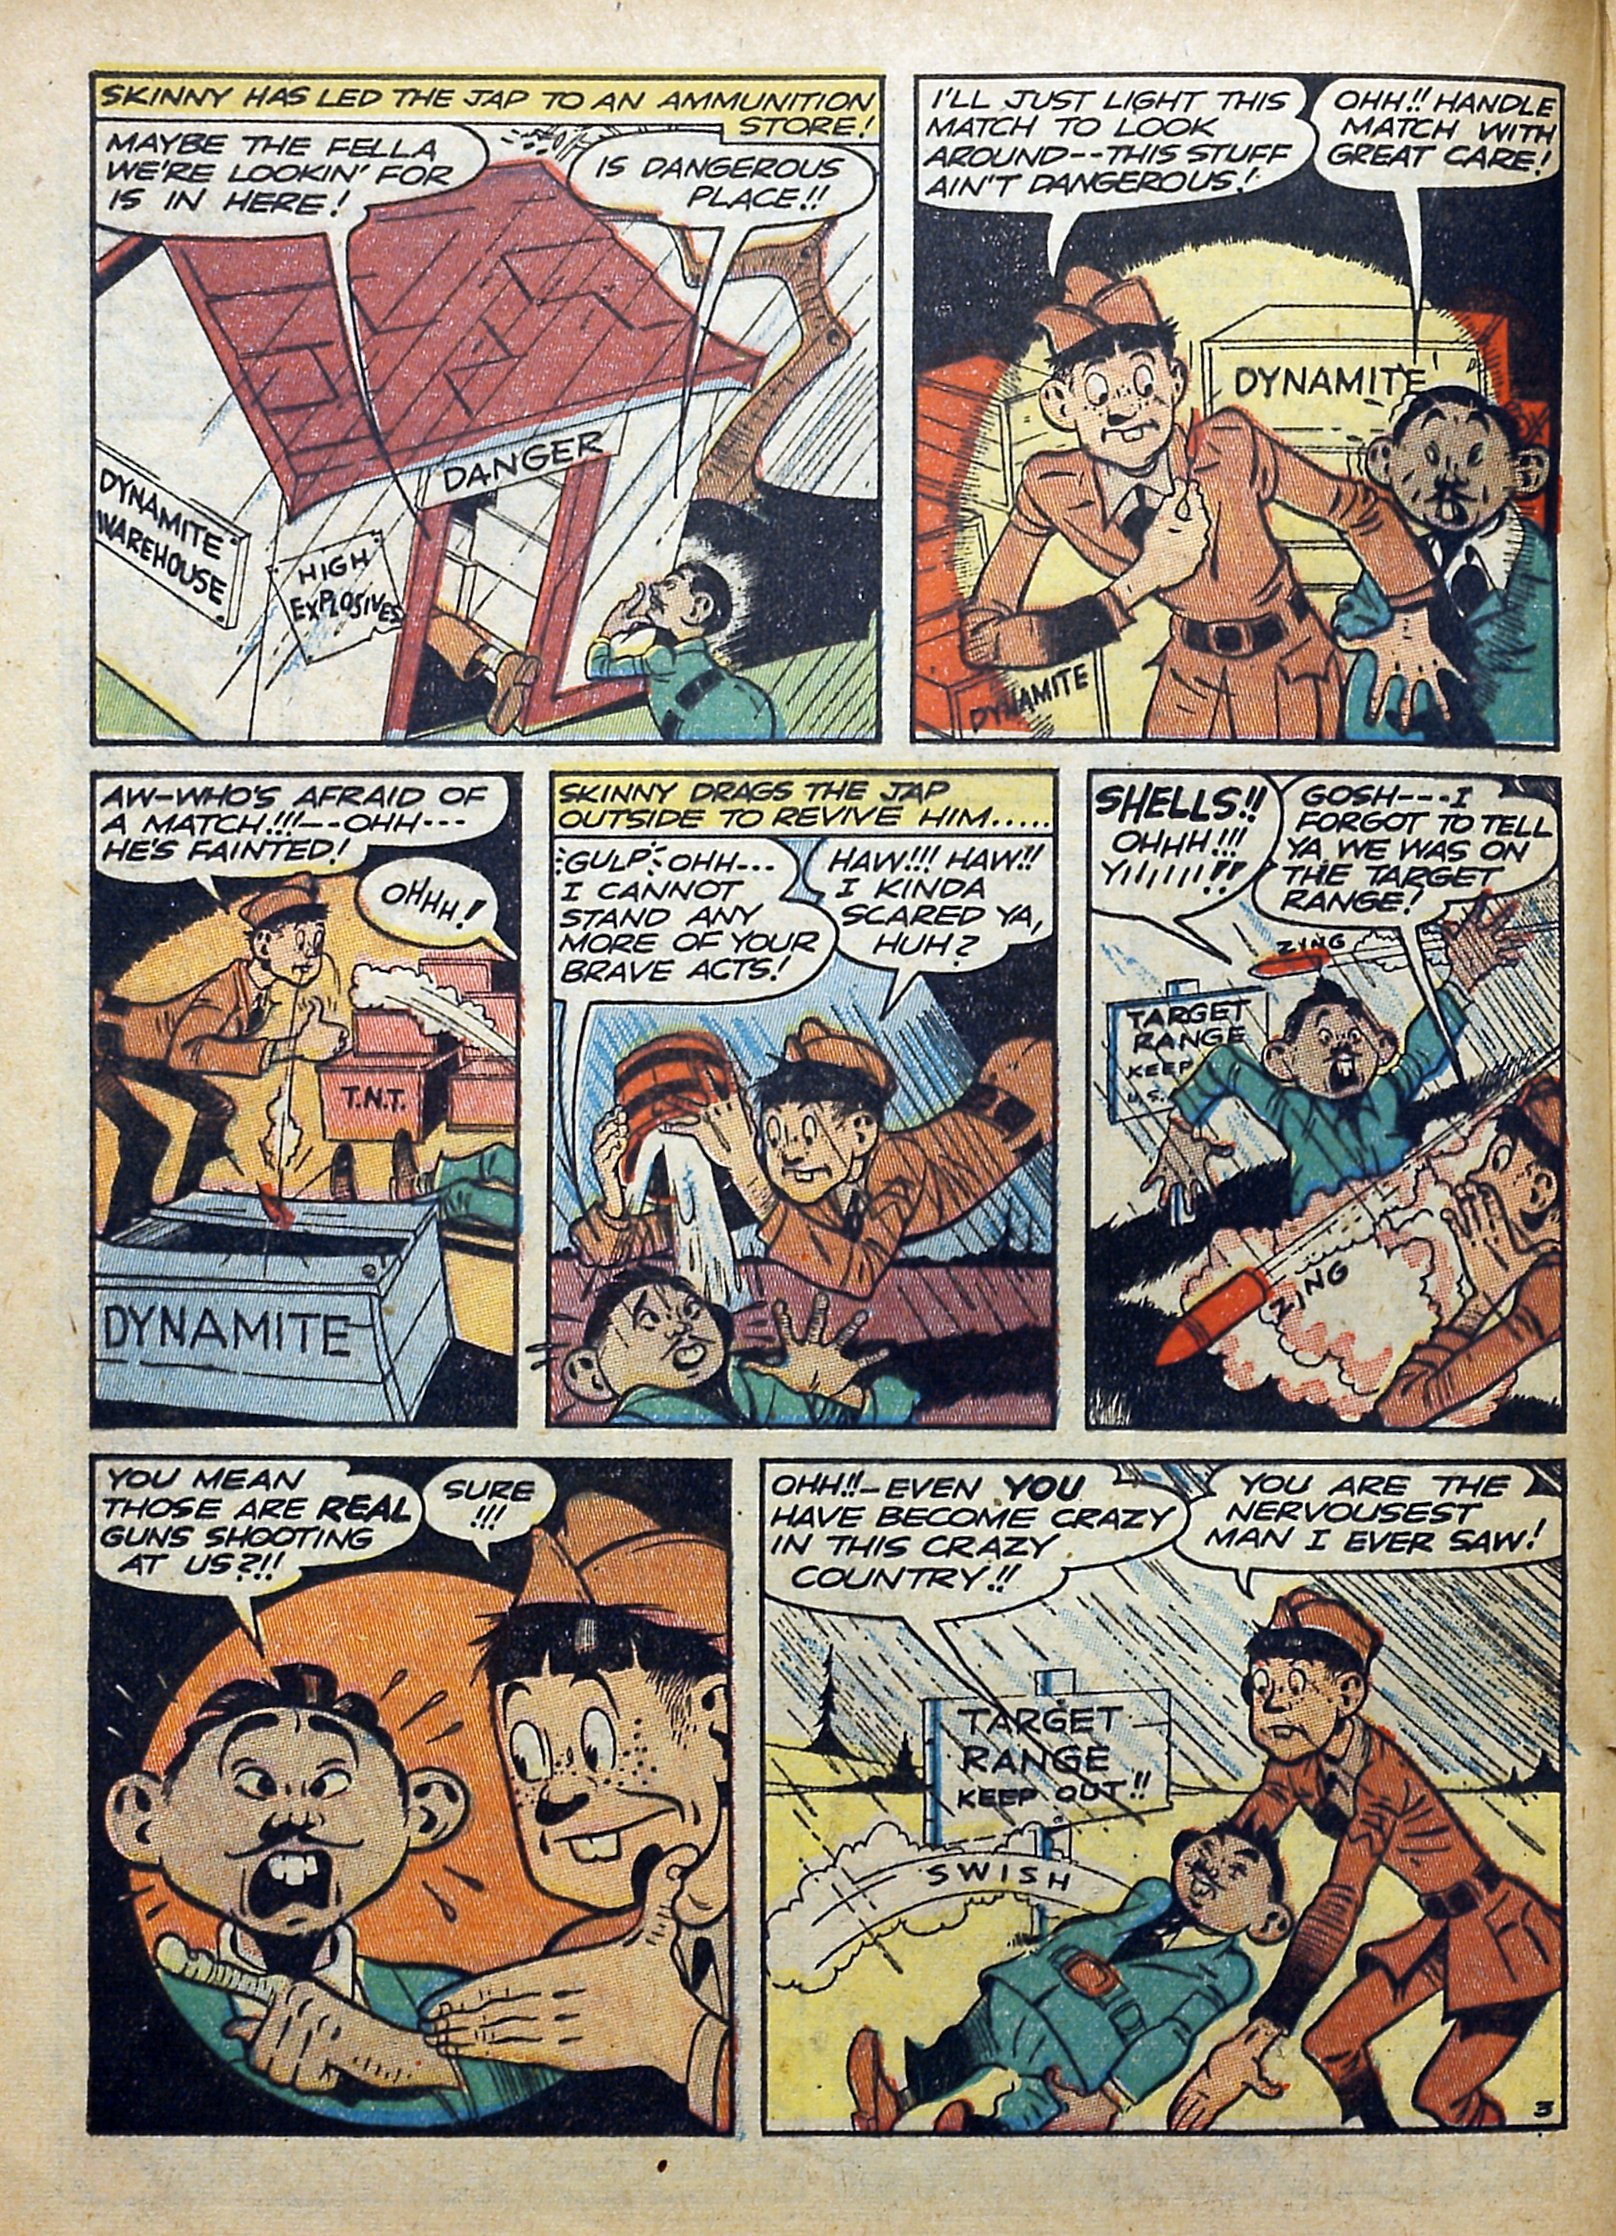 SKINNY HAS LED THE JAP TO AN AMMUNITION
STORE!
MAYBE THE FELLA
WE'RE LOOKIN' FOR
IS IN HERE!
IS DANGEROUS
PLACE!!
DANGER
DYNAMITE
WAREHOUSE
HIGH
EXPLOSIVES
I'LL JUST LIGHT THIS
MATCH TO LOOK
AROUND--THIS STUFF
AIN'T DANGEROUS!
OHH!! HANDLE
MATCH WITH
GREAT CARE!
DYNAMITE
DYNAMITE
AW-WHO'S AFRAID OF
A MATCH!!!--OHH---
HE'S FAINTED!
OHHH!
T.N.T.
DYNAMITE
SKINNY DRAGS THE JAP
OUTSIDE TO REVIVE HIM.....
GULP OHH---
I CANNOT
STAND ANY
MORE OF YOUR
BRAVE ACTS!
HAW!!! HAW!!
I KINDA
SCARED YA,
HUH?
SHELLS!!
OHHH!!!
YIIIIII!!
GOSH---I
FORGOT TO TELL
YA WE WAS ON
THE TARGET
RANGE!
ZING
TARGET
RANGE
KEEP
U.S.
ZING
YOU MEAN
THOSE ARE REAL
GUNS SHOOTING
AT US?!!
SURE
!!!
OHH!!-EVEN YOU
HAVE BECOME CRAZY
IN THIS CRAZY
COUNTRY!!
YOU ARE THE
NERVOUSEST
MAN I EVER SAW!
TARGET
RANGE
KEEP OUT!!
SWISH
3